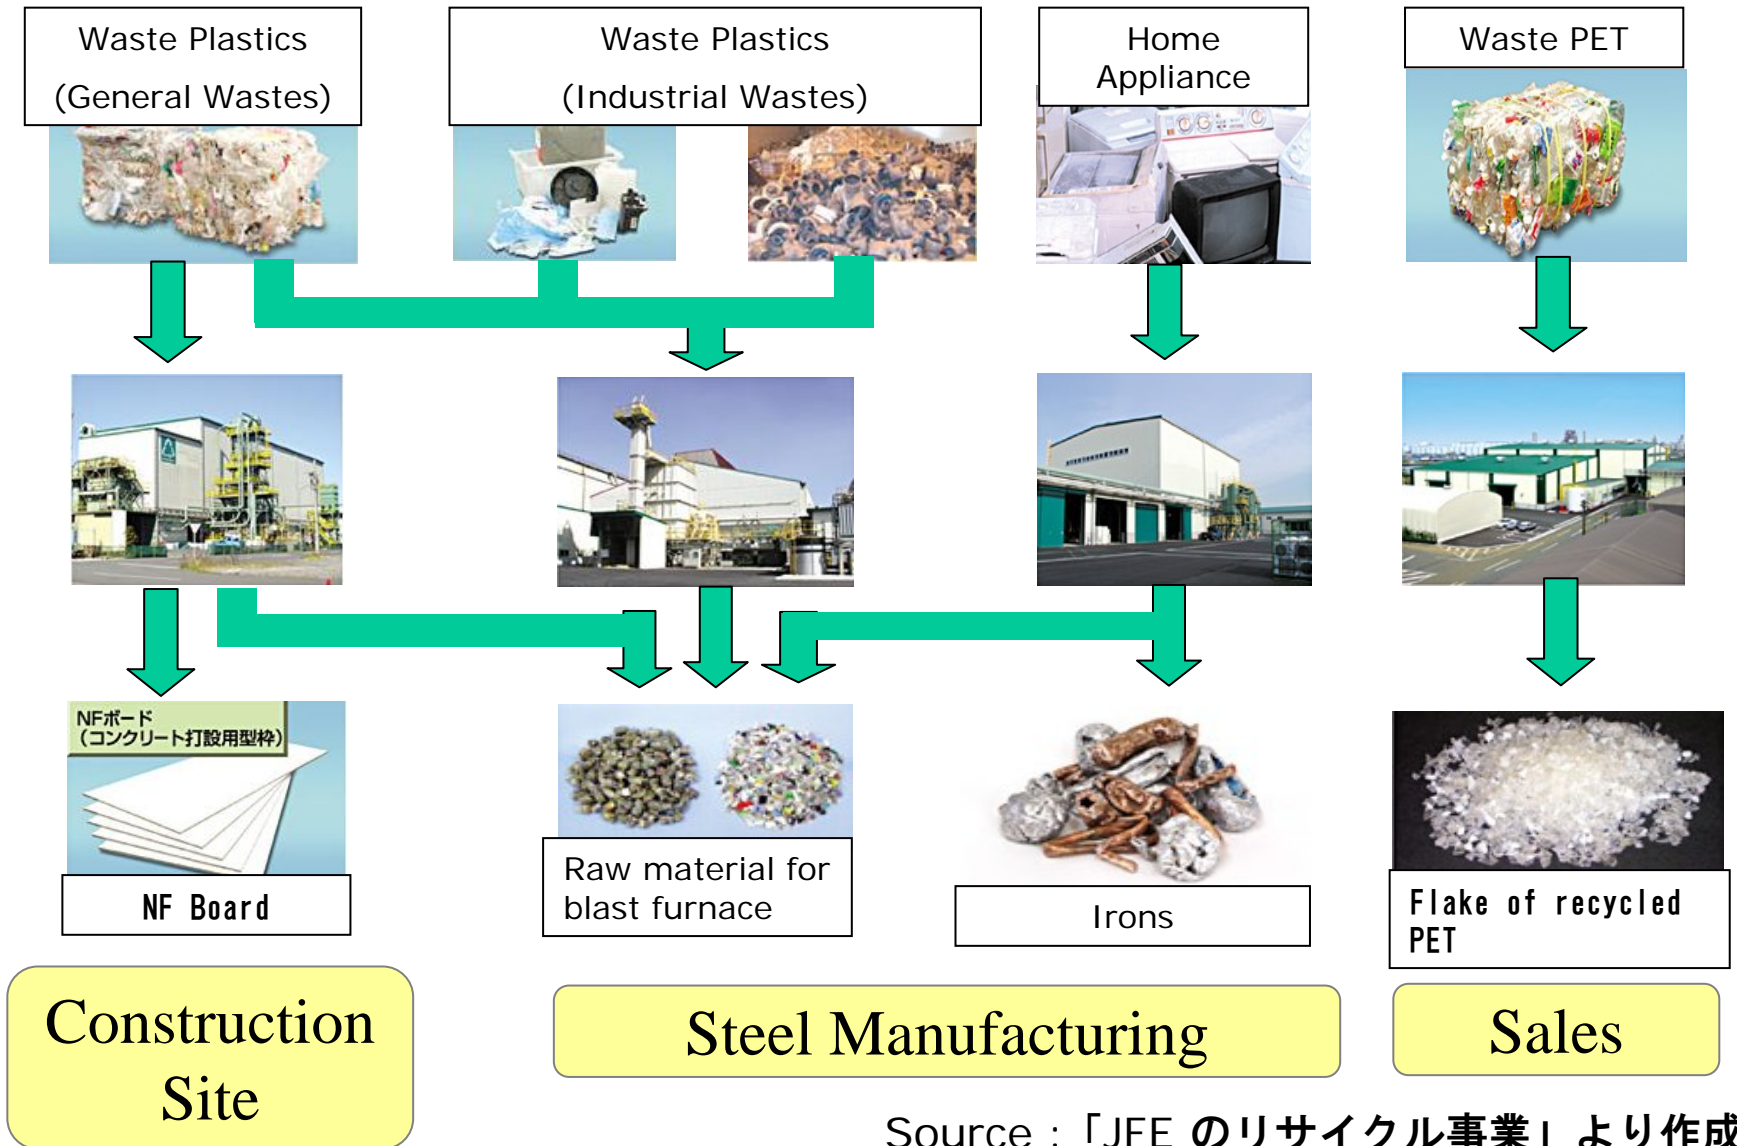 Waste Plastics
(General Wastes)
Waste Plastics
(Industrial Wastes)
Home
Appliance
Waste PET
NFボード
（コンクリート打設用型枠）
NF Board
Raw material for
blast furnace
Irons
Flake of recycled
PET
Construction
Site
Steel Manufacturing
Sales
Source：「JFE のリサイクル事業」より作成